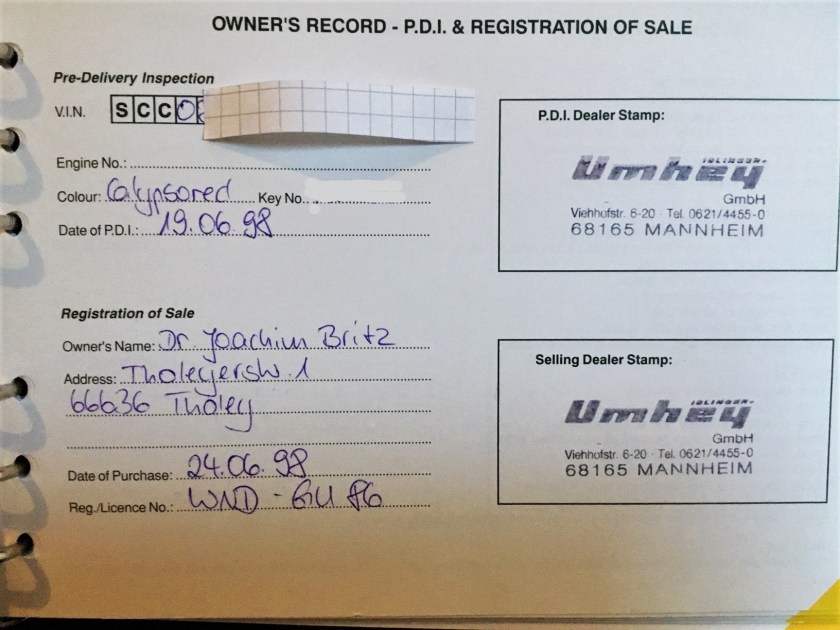 OWNER'S RECORD - P.D.I. & REGISTRATION OF SALE
Pre-Delivery Inspection
V.I.N. SCC0
Engine No.:
Colour: Calypsored Key No.
Date of P.D.I.: 19.06.98
P.D.I. Dealer Stamp:
Umhey
GmbH
Viehhofstr. 6-20 · Tel. 0621/4455-0
68165 MANNHEIM
Registration of Sale
Owner's Name: Dr. Joachim Britz
Address: Tholeyerstr. 1
66636 Tholey
Date of Purchase: 24.06.98
Reg./Licence No.: WND - 86
Selling Dealer Stamp:
Umhey
GmbH
Viehhofstr. 6-20 · Tel. 0621/4455-0
68165 MANNHEIM